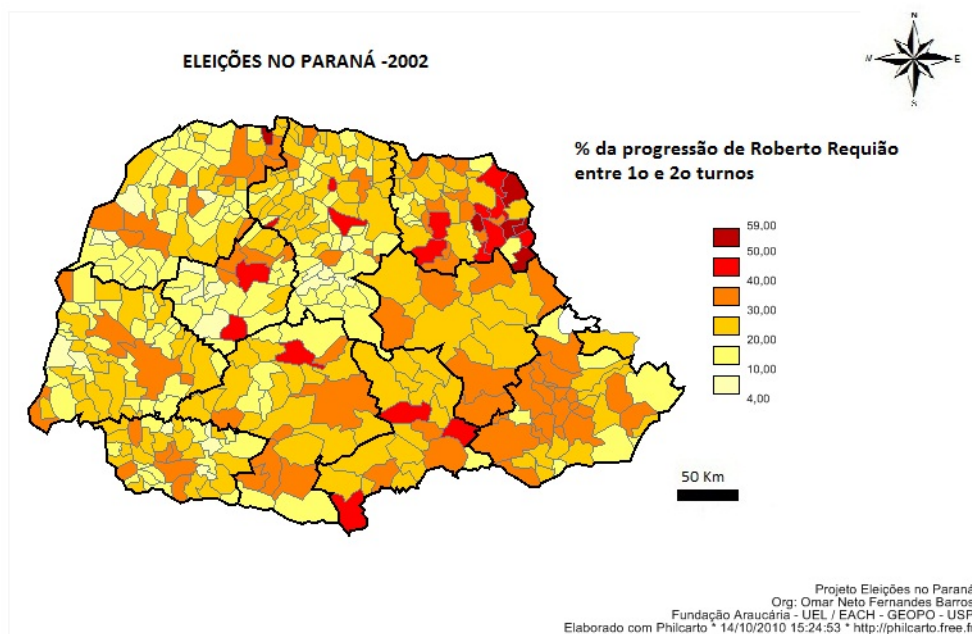 N
W
E
S
ELEIÇÕES NO PARANÁ -2002
% da progressão de Roberto Requião
entre 1o e 2o turnos
59,00
50,00
40,00
30,00
20,00
10,00
4,00
50 Km
Projeto Eleições no Paraná
Org: Omar Neto Fernandes Barros
Fundação Araucária - UEL / EACH - GEOPO - USP
Elaborado com Philcarto * 14/10/2010 15:24:53 * http://philcarto.free.fr